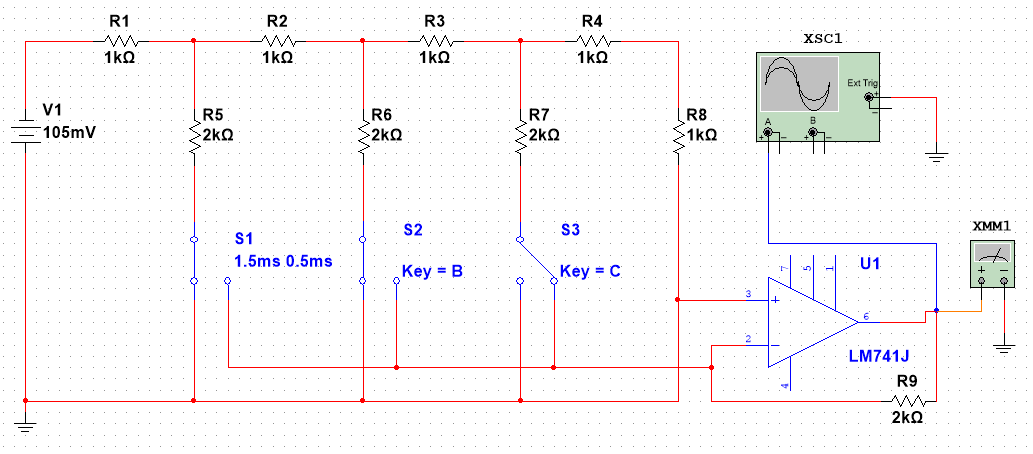 R1 R2 R3 R4
1kΩ 1kΩ 1kΩ 1kΩ
XSC1
Ext Trig
+
-
A B
+ - + -
V1
105mV
R5
2kΩ
R6
2kΩ
R7
2kΩ
R8
1kΩ
S1
1.5ms 0.5ms
S2
Key = B
S3
Key = C
XMM1
+ -
U1
7 5 1
3
+
6
2
-
4
LM741J
R9
2kΩ